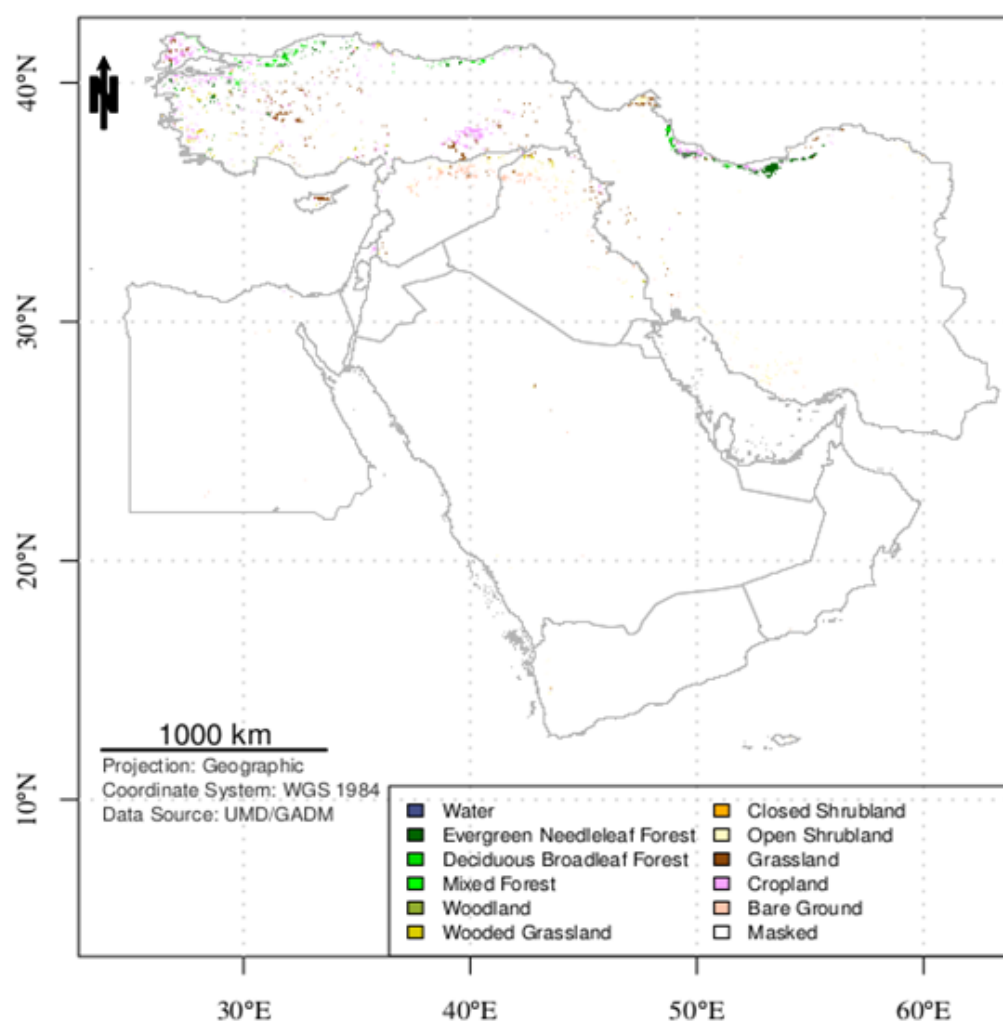 40°N
N
30°N
20°N
10°N
1000 km
Projection: Geographic
Coordinate System: WGS 1984
Data Source: UMD/GADM
Water
Evergreen Needleleaf Forest
Deciduous Broadleaf Forest
Mixed Forest
Woodland
Wooded Grassland
Closed Shrubland
Open Shrubland
Grassland
Cropland
Bare Ground
Masked
30°E
40°E
50°E
60°E